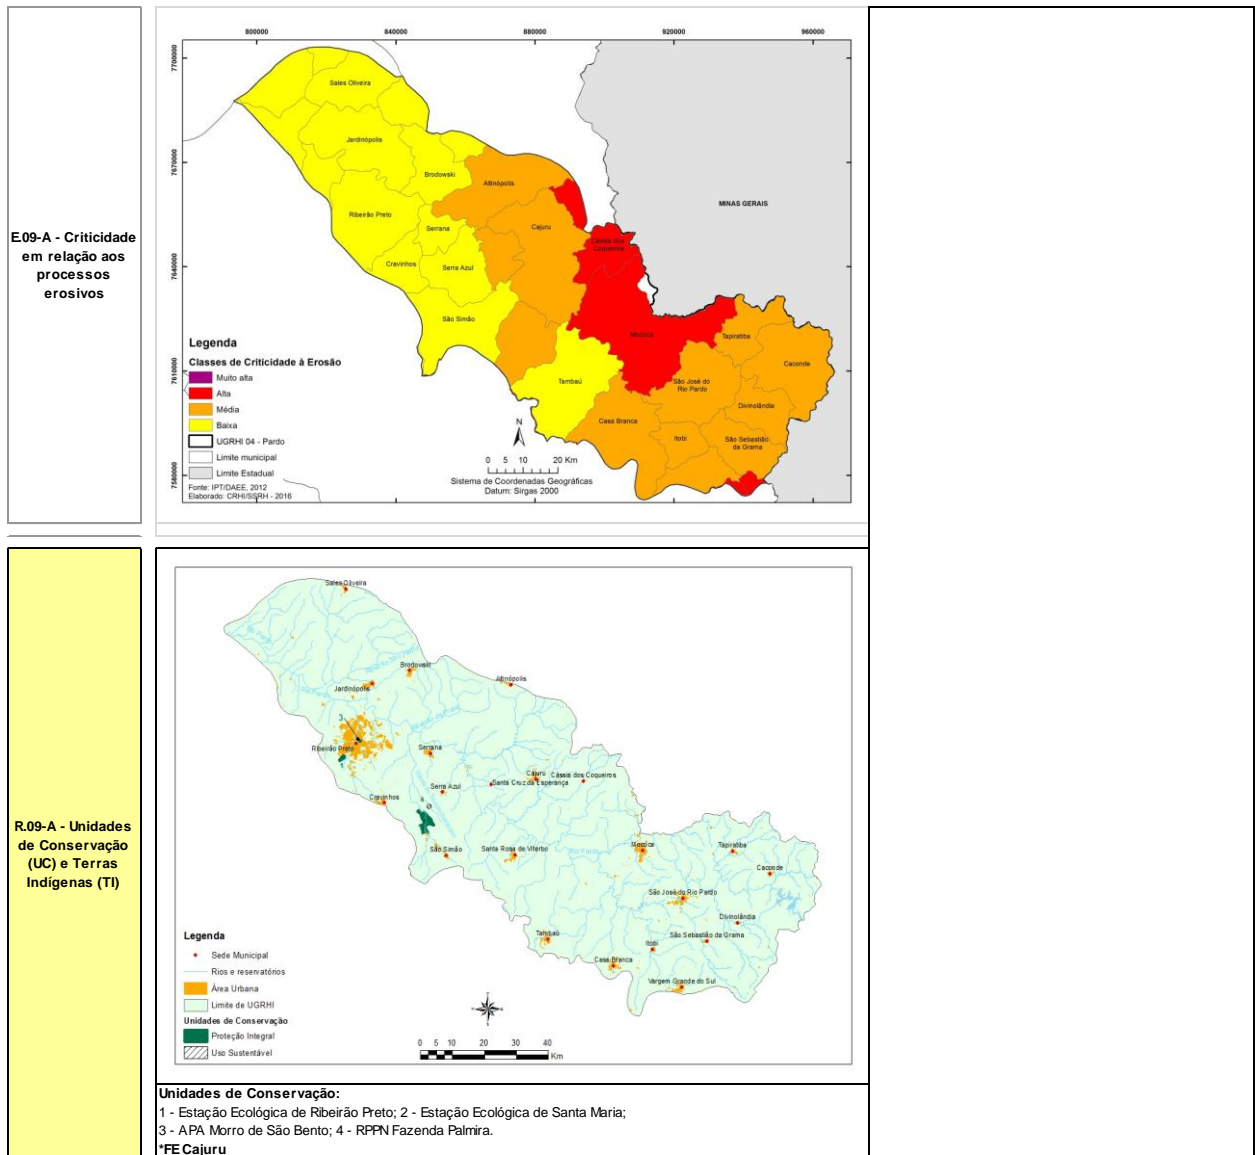 E.09-A - Criticidade
em relação aos
processos
erosivos
800000 840000 880000 920000 960000
7700000
7670000
7640000
7610000
7580000
Sales Oliveira
Jardinópolis
Brodowski
Altinópolis
Ribeirão Preto
Serrana
Cajuru
MINAS GERAIS
Cássia dos
Coqueiros
Cravinhos
Serra Azul
São Simão
Mococa
Tapiratiba
Caconde
Tambaú
São José do
Rio Pardo
Divinolândia
Casa Branca
Itobi
São Sebastião
da Grama
Legenda
Classes de Criticidade à Erosão
Muito alta
Alta
Média
Baixa
UGRHI 04 - Pardo
Limite municipal
Limite Estadual
Fonte: IPT/DAEE, 2012
Elaborado: CRHI/SSRH - 2016
N
0 5 10 20 Km
Sistema de Coordenadas Geográficas
Datum: Sirgas 2000
R.09-A - Unidades
de Conservação
(UC) e Terras
Indígenas (TI)
Sales Oliveira
Rio Pardo
Brodowski
Jardinópolis
Altinópolis
3
Ribeirão Preto
1
Serrana
Cajuru
Cássia dos Coqueiros
Santa Cruz da Esperança
Serra Azul
Cravinhos
4
São Simão
Santa Rosa de Viterbo
Rio Pardo
Mococa
Tapiratiba
Caconde
São José do Rio Pardo
Divinolândia
Tambaú
São Sebastião da Grama
Itobi
Casa Branca
Vargem Grande do Sul
Legenda
Sede Municipal
Rios e reservatórios
Área Urbana
Limite de UGRHI
Unidades de Conservação
Proteção Integral
Uso Sustentável
0 5 10 20 30 40
Km
Unidades de Conservação:
1 - Estação Ecológica de Ribeirão Preto; 2 - Estação Ecológica de Santa Maria;
3 - APA Morro de São Bento; 4 - RPPN Fazenda Palmira.
*FE Cajuru